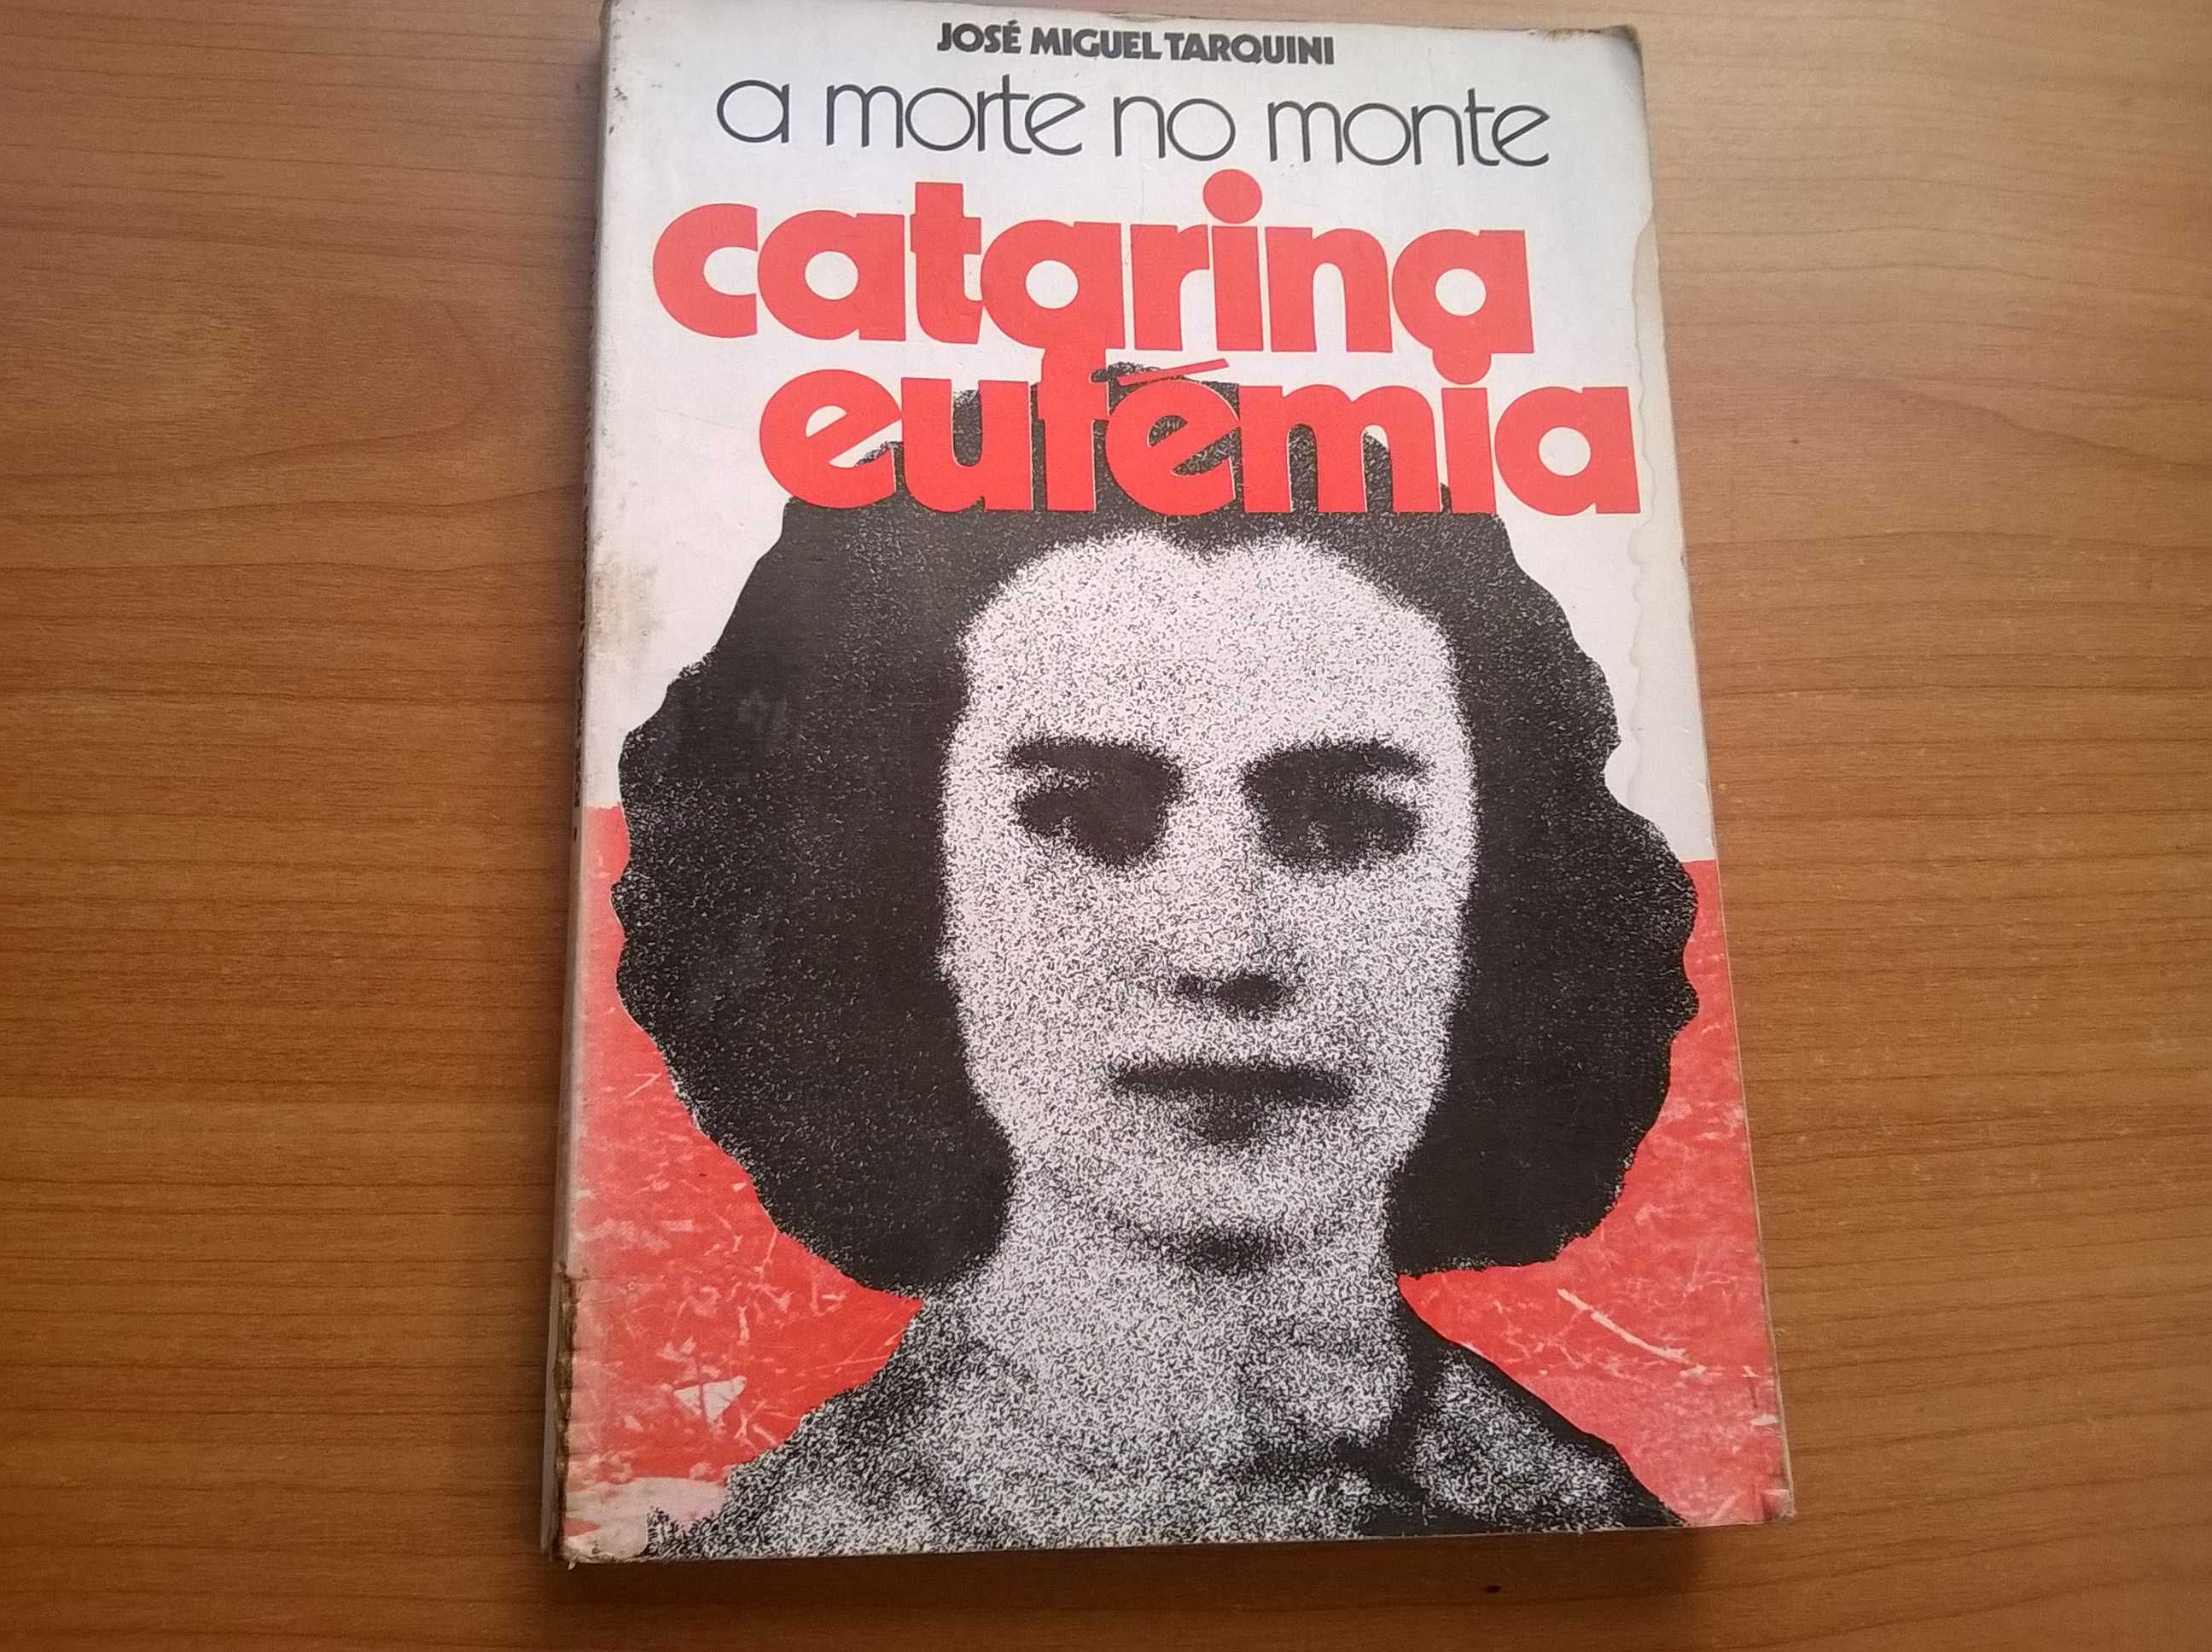 JOSÉ MIGUEL TARQUINI
a morte no monte
catarina
eufémia